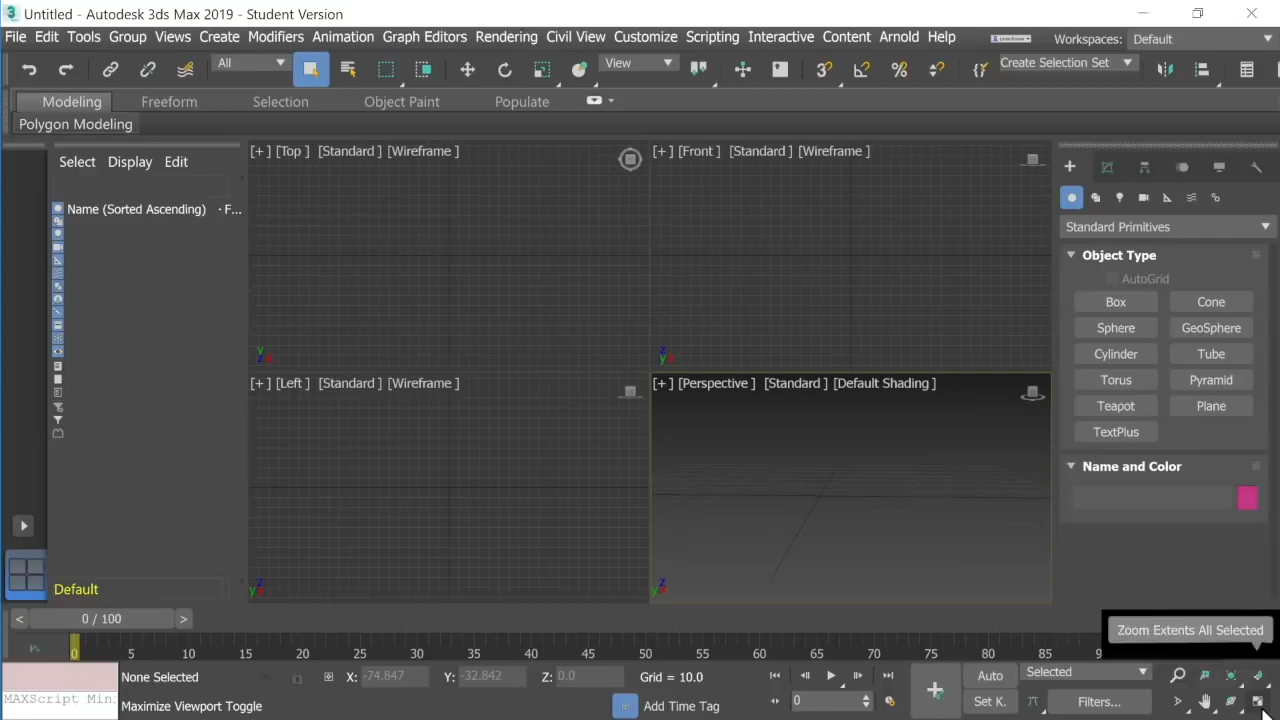 Untitled - Autodesk 3ds Max 2019 - Student Version
File Edit Tools Group Views Create Modifiers Animation Graph Editors Rendering Civil View Customize Scripting Interactive Content Arnold Help Workspaces: Default
All View Create Selection Set
Modeling Freeform Selection Object Paint Populate
Polygon Modeling
Select Display Edit
Name (Sorted Ascending) F...
[+] [Top] [Standard] [Wireframe]
[+] [Front] [Standard] [Wireframe]
[+] [Left] [Standard] [Wireframe]
[+] [Perspective] [Standard] [Default Shading]
Standard Primitives
Object Type
AutoGrid
Box Cone
Sphere GeoSphere
Cylinder Tube
Torus Pyramid
Teapot Plane
TextPlus
Name and Color
Default
< 0 / 100 >
Zoom Extents All Selected
0 5 10 15 20 25 30 35 40 45 50 55 60 65 70 75 80 85
None Selected X: -74.847 Y: -32.842 Z: 0.0 Grid = 10.0 Auto Selected
MAXScript Min Maximize Viewport Toggle Add Time Tag 0 Set K. Filters...